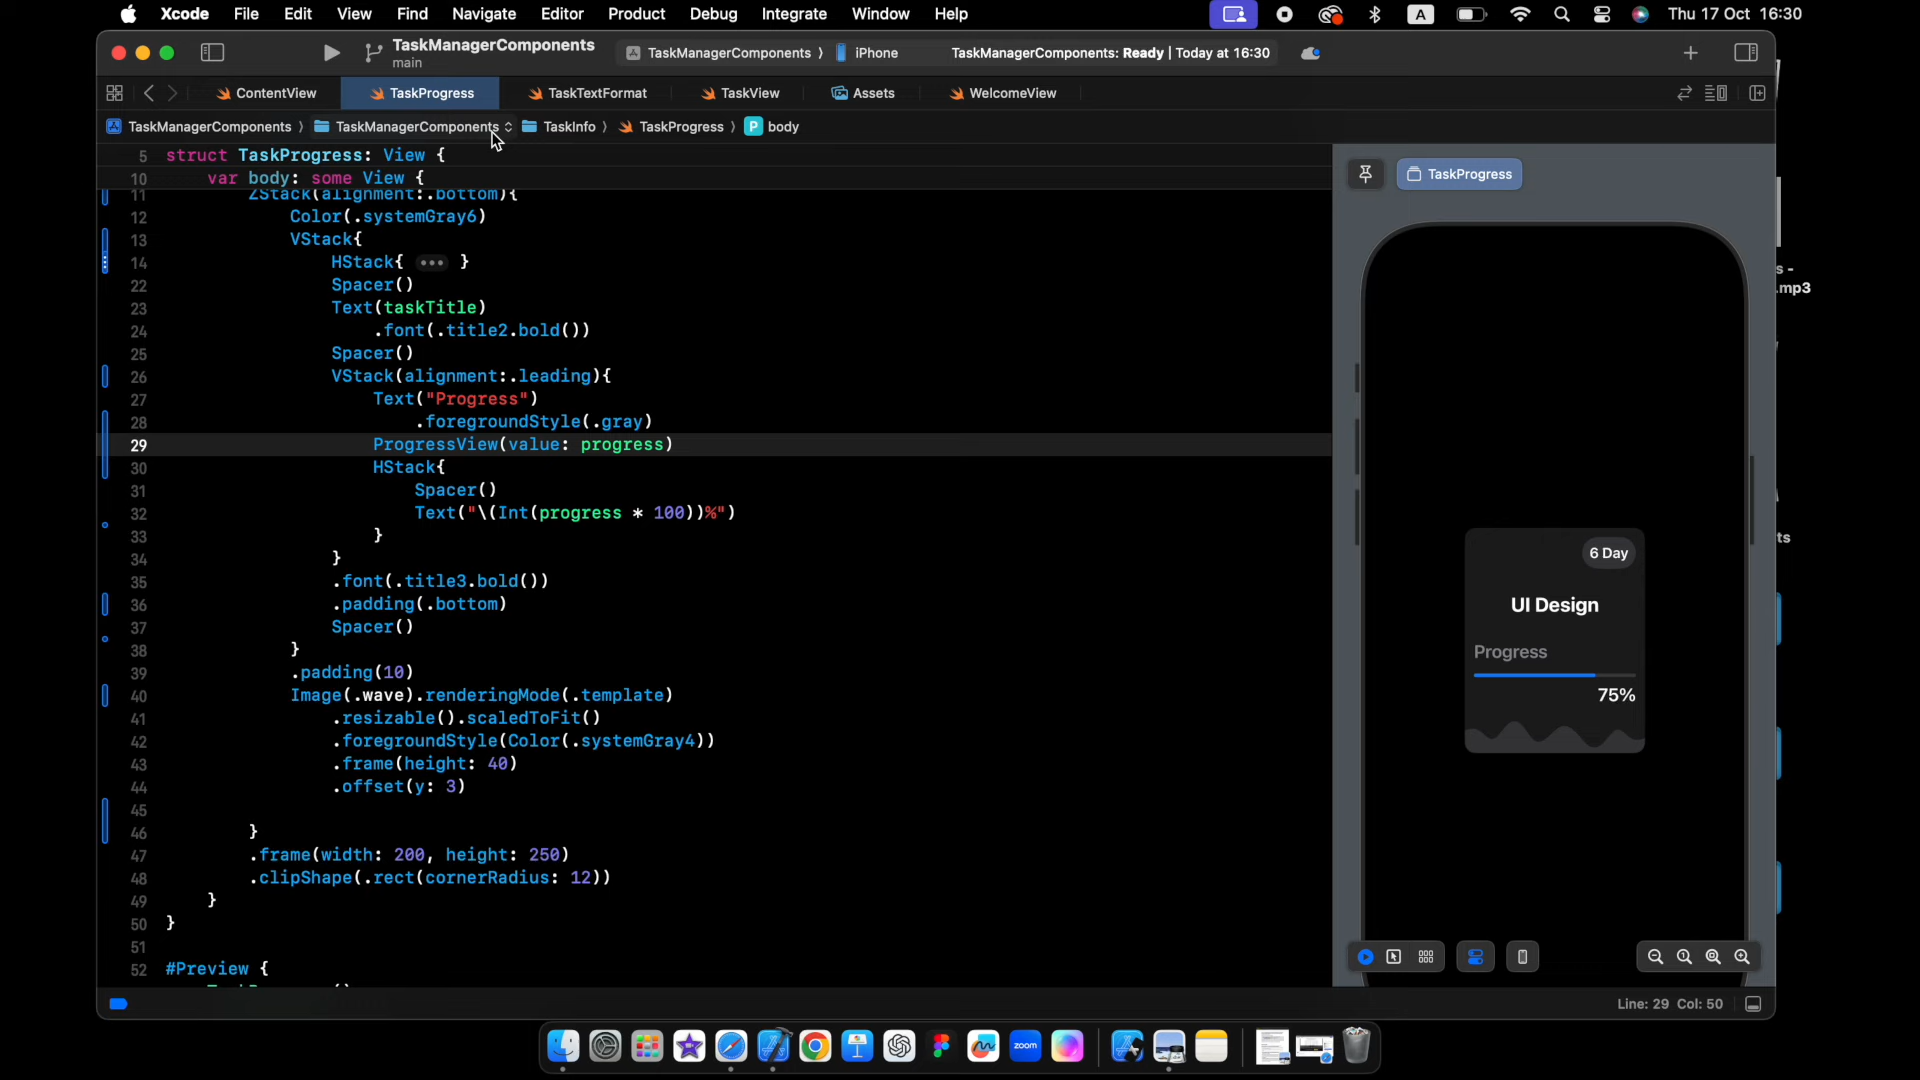 Xcode File Edit View Find Navigate Editor Product Debug Integrate Window Help A Thu 17 Oct 16:30
TaskManagerComponents
main
TaskManagerComponents 〉 iPhone TaskManagerComponents: Ready | Today at 16:30
ContentView TaskProgress TaskTextFormat TaskView Assets WelcomeView
TaskManagerComponents 〉 TaskManagerComponents TaskInfo 〉 TaskProgress 〉 P body
5 struct TaskProgress: View {
10 var body: some View {
11 ZStack(alignment:.bottom){
12 Color(.systemGray6)
13 VStack{
14 HStack{ ••• }
22 Spacer()
23 Text(taskTitle)
24 .font(.title2.bold())
25 Spacer()
26 VStack(alignment:.leading){
27 Text("Progress")
28 .foregroundStyle(.gray)
29 ProgressView(value: progress)
30 HStack{
31 Spacer()
32 Text("\(Int(progress * 100))%")
33 }
34 }
35 .font(.title3.bold())
36 .padding(.bottom)
37 Spacer()
38 }
39 .padding(10)
40 Image(.wave).renderingMode(.template)
41 .resizable().scaledToFit()
42 .foregroundStyle(Color(.systemGray4))
43 .frame(height: 40)
44 .offset(y: 3)
45
46 }
47 .frame(width: 200, height: 250)
48 .clipShape(.rect(cornerRadius: 12))
49 }
50 }
51
52 #Preview {
TaskProgress
6 Day
UI Design
Progress
75%
s -
.mp3
ts
Line: 29 Col: 50
zoom